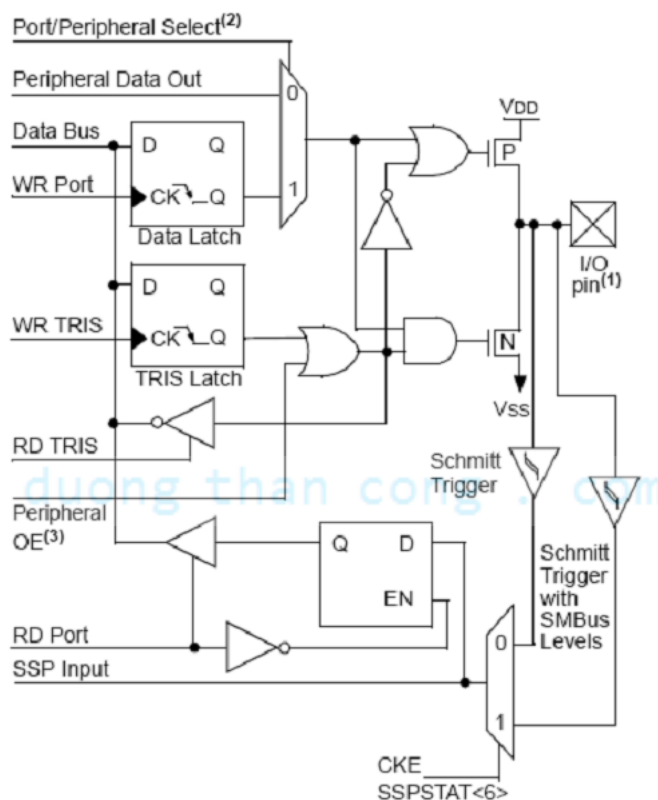 Port/Peripheral Select(2)
Peripheral Data Out
Data Bus
WR Port
D Q
CK Q
Data Latch
0
1
VDD
P
I/O
pin(1)
WR TRIS
D Q
CK Q
TRIS Latch
N
VSS
RD TRIS
Schmitt
Trigger
duong than cong . com
Peripheral
OE(3)
Q D
EN
Schmitt
Trigger
with
SMBus
Levels
RD Port
SSP Input
0
1
CKE
SSPSTAT<6>